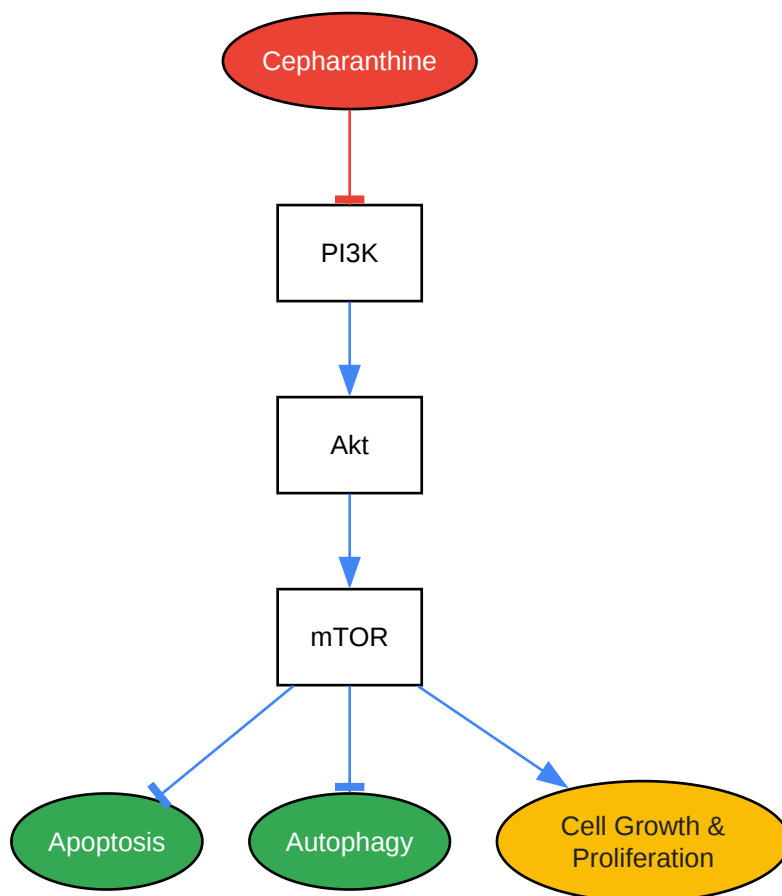 Cepharanthine
PI3K
Akt
mTOR
Apoptosis
Autophagy
Cell Growth &
Proliferation